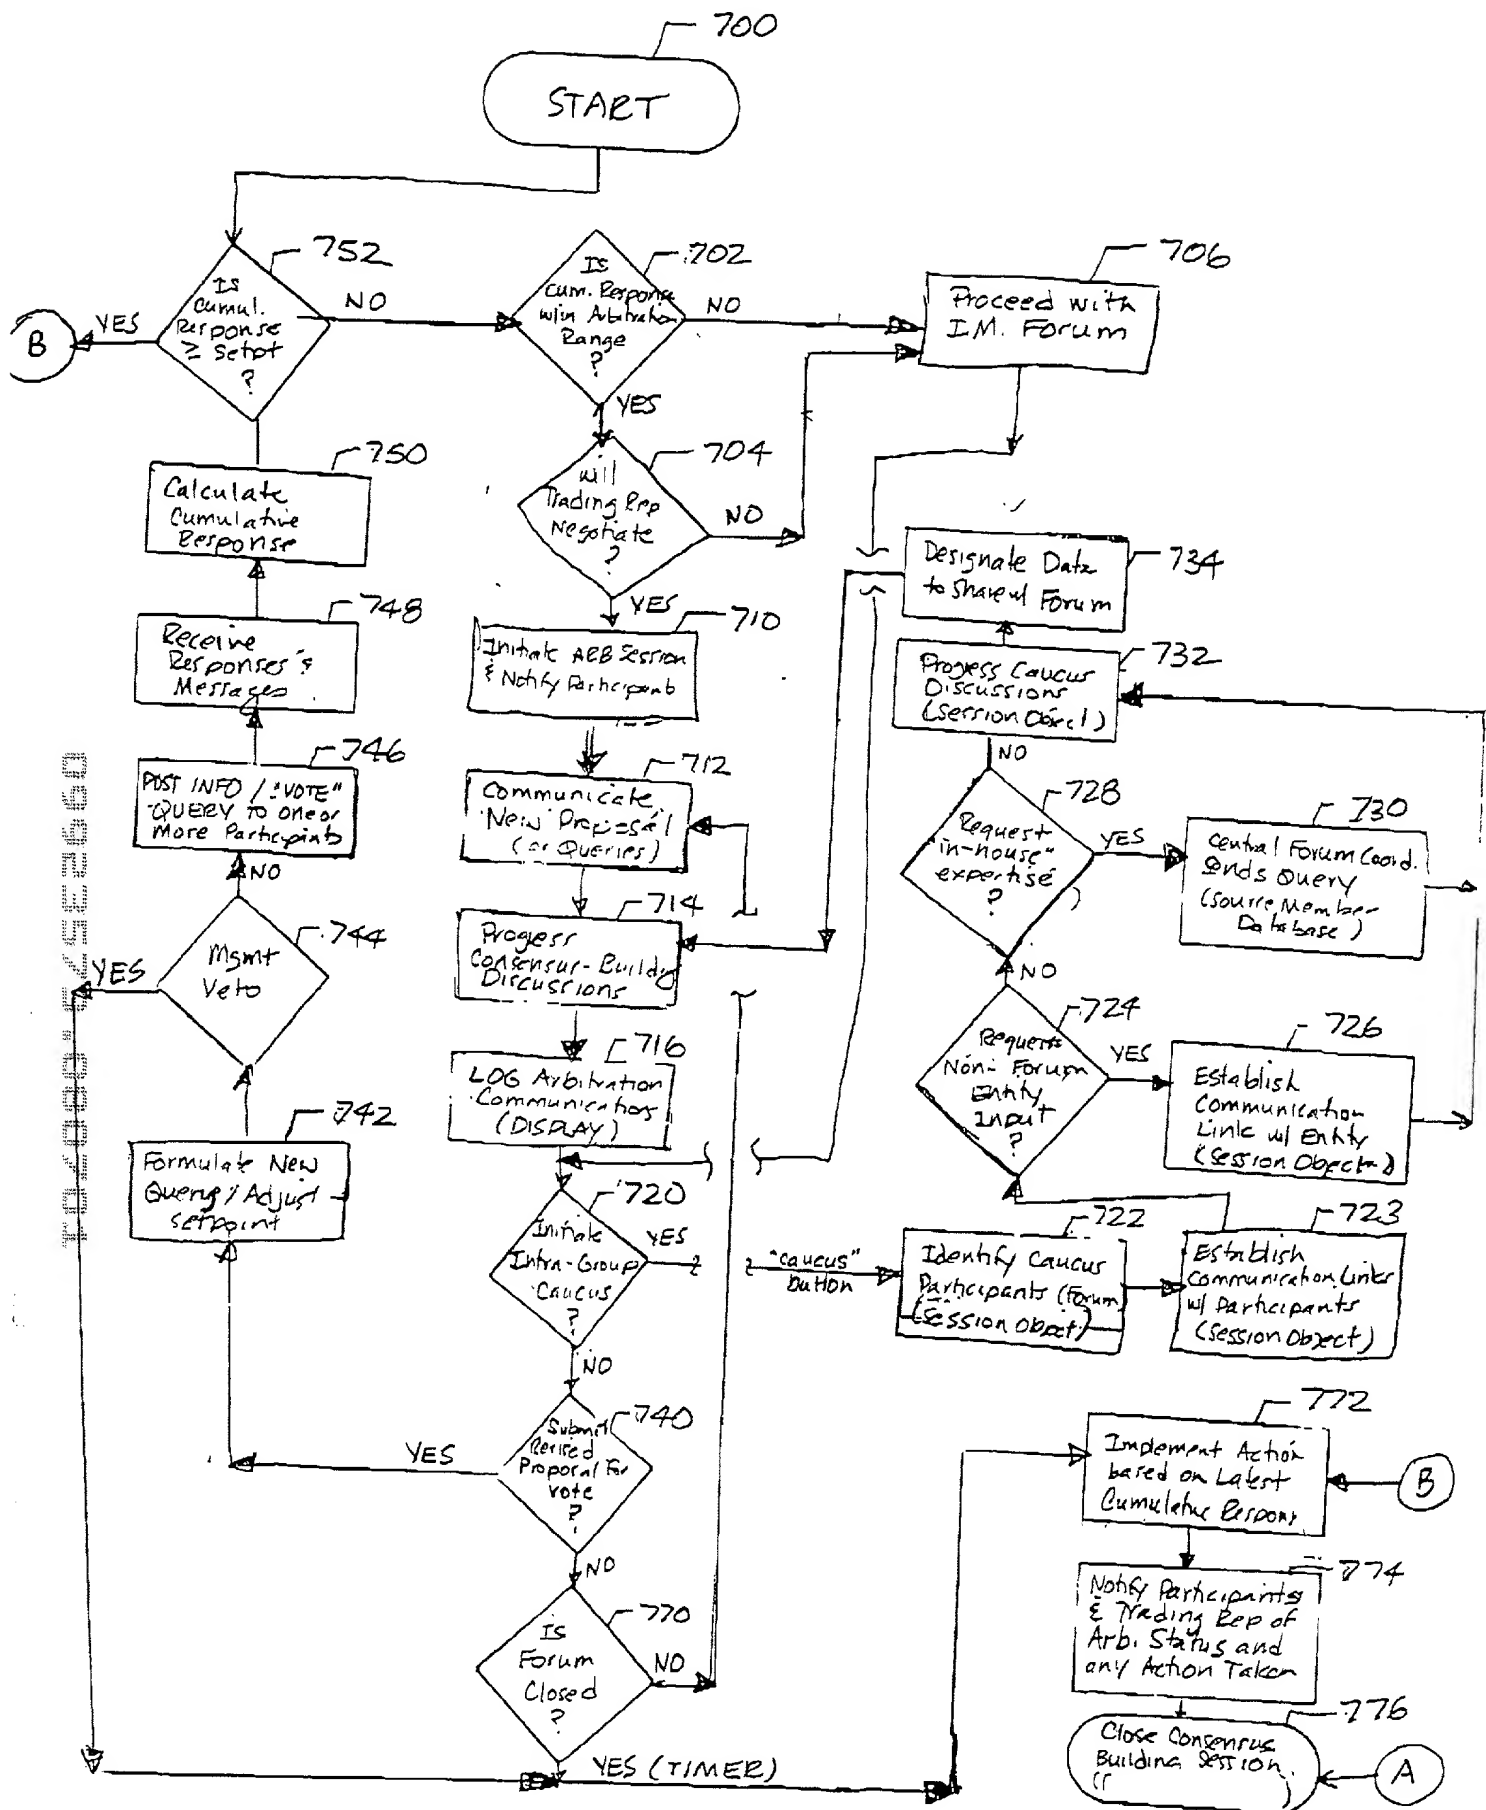 700
START
752
Is
Cumul.
Response
≥ Setpt
?
YES
B
NO
702
Is
Cum. Response
w/in Arbitration
Range
?
NO
YES
706
Proceed with
I.M. Forum
704
Will
Trading Rep
Negotiate
?
NO
YES
750
Calculate
Cumulative
Response
748
Receive
Responses &
Messages
746
POST INFO / "VOTE"
QUERY TO one or
More Participants
NO
744
Mgmt
Veto
YES
742
Formulate New
Query / Adjust
setpoint
710
Initiate ARB Session
& Notify Participants
712
Communicate
New Proposal
(or Queries)
714
Progess
Consensus-Building
Discussions
716
LOG Arbitration
Communications
(DISPLAY)
720
Initiate
Intra-Group
Caucus
?
YES
NO
"caucus"
button
740
Submit
Revised
Proposal For
vote
?
YES
NO
770
Is
Forum
Closed
?
NO
YES (TIMER)
734
Designate Data
to Share w/ Forum
732
Progess Caucus
Discussions
(Session Object)
NO
728
Request
"in-house"
expertise
?
YES
730
Central Forum Coord.
Sends Query
(Source Member
Database)
NO
724
Request
Non-Forum
Entity
Input
?
YES
726
Establish
Communication
Link w/ Entity
(Session Object)
722
Identify Caucus
Participants (Forum)
(Session Object)
723
Establish
Communication Links
w/ Participants
(Session Object)
772
Implement Action
based on Latest
Cumulative Response
B
774
Notify Participants
& Trading Rep of
Arb. Status and
any Action Taken
776
Close Consensus
Building Session
A